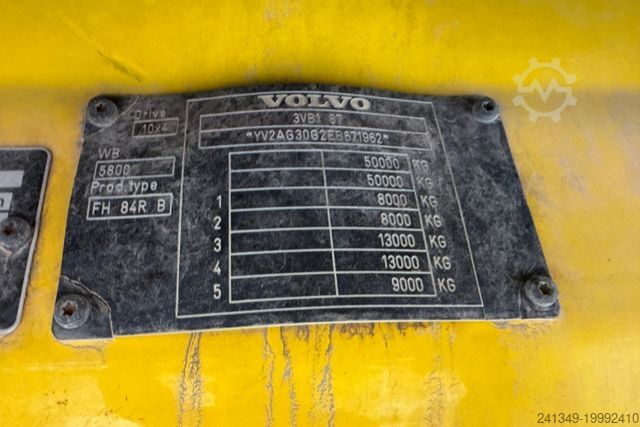 VOLVO
Drive
10x4
3VB1 87
*YV2AG30G2EB671962*
WB
5800
Prod.type
FH 84R B
50000 KG
50000 KG
1 8000 KG
2 8000 KG
3 13000 KG
4 13000 KG
5 9000 KG
241349-19992410